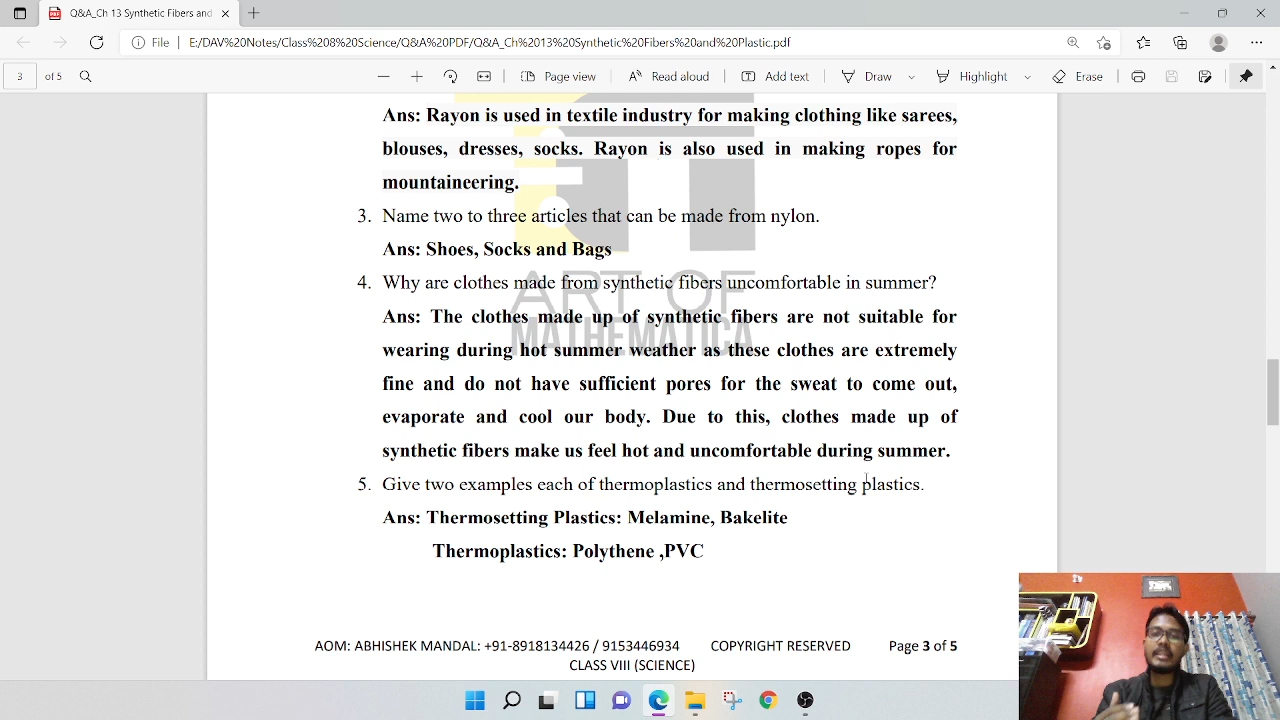 Q&A_Ch 13 Synthetic Fibers and
File | E:/DAV%20Notes/Class%208%20Science/Q&A%20PDF/Q&A_Ch%2013%20Synthetic%20Fibers%20and%20Plastic.pdf
3 of 5 Page view Read aloud Add text Draw Highlight Erase
Ans: Rayon is used in textile industry for making clothing like sarees,
blouses, dresses, socks. Rayon is also used in making ropes for
mountaineering.
3. Name two to three articles that can be made from nylon.
Ans: Shoes, Socks and Bags
4. Why are clothes made from synthetic fibers uncomfortable in summer?
Ans: The clothes made up of synthetic fibers are not suitable for
wearing during hot summer weather as these clothes are extremely
fine and do not have sufficient pores for the sweat to come out,
evaporate and cool our body. Due to this, clothes made up of
synthetic fibers make us feel hot and uncomfortable during summer.
5. Give two examples each of thermoplastics and thermosetting plastics.
Ans: Thermosetting Plastics: Melamine, Bakelite
Thermoplastics: Polythene ,PVC
ART OF
MATHEMATICA
AOM: ABHISHEK MANDAL: +91-8918134426 / 9153446934 COPYRIGHT RESERVED Page 3 of 5
CLASS VIII (SCIENCE)